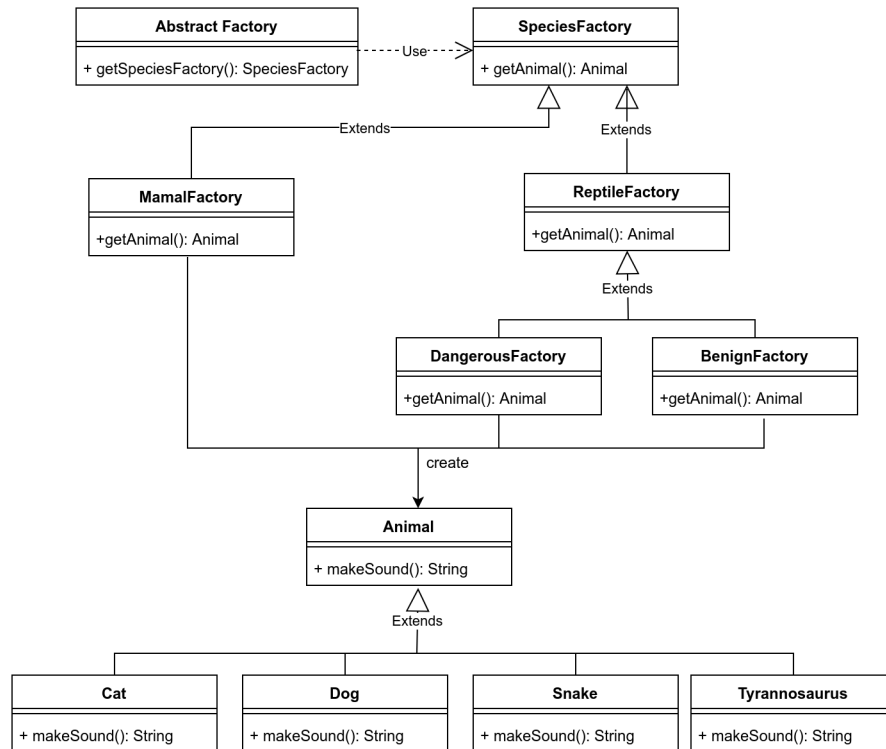 Abstract Factory
+ getSpeciesFactory(): SpeciesFactory
Use
SpeciesFactory
+ getAnimal(): Animal
Extends
Extends
MamalFactory
+getAnimal(): Animal
ReptileFactory
+getAnimal(): Animal
Extends
DangerousFactory
+getAnimal(): Animal
BenignFactory
+getAnimal(): Animal
create
Animal
+ makeSound(): String
Extends
Cat
+ makeSound(): String
Dog
+ makeSound(): String
Snake
+ makeSound(): String
Tyrannosaurus
+ makeSound(): String